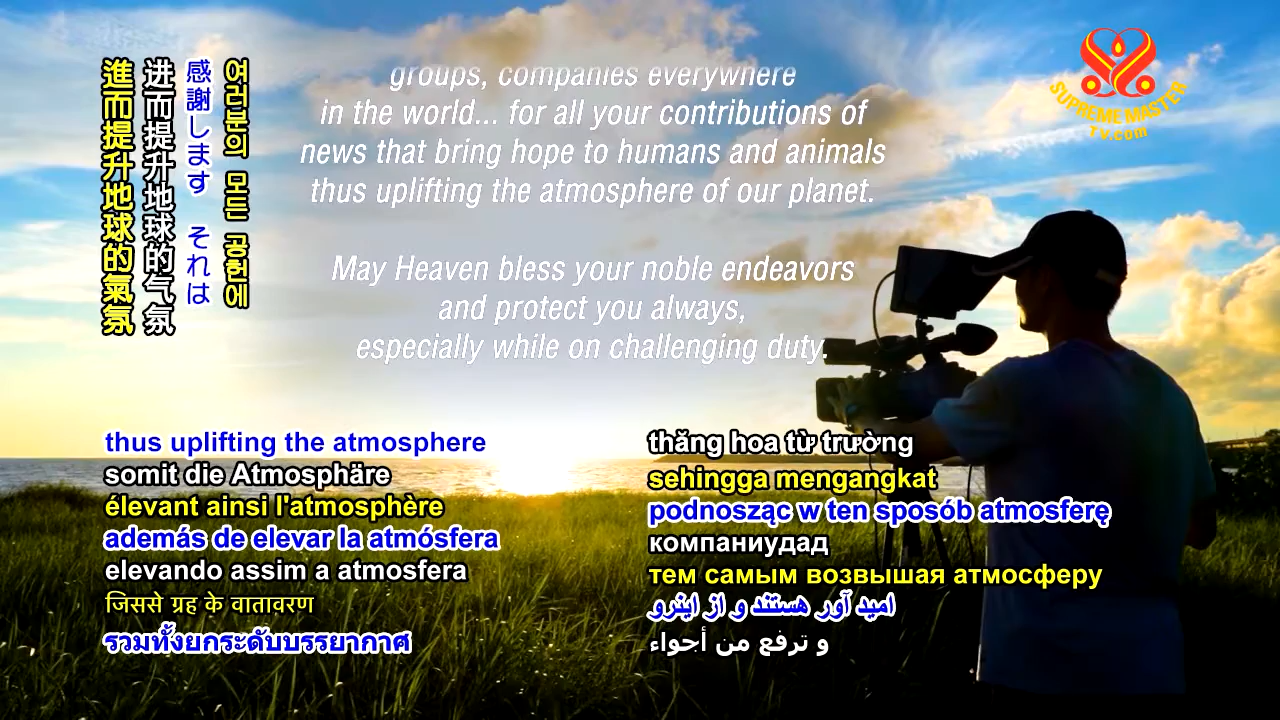 進而提升地球的氣氛
进而提升地球的气氛
感謝します それは
여러분의 모든 공헌에
groups, companies everywhere
in the world... for all your contributions of
news that bring hope to humans and animals
thus uplifting the atmosphere of our planet.
May Heaven bless your noble endeavors
and protect you always,
especially while on challenging duty.
SUPREME MASTER
TV.com
thus uplifting the atmosphere
somit die Atmosphäre
élevant ainsi l'atmosphère
además de elevar la atmósfera
elevando assim a atmosfera
जिससे ग्रह के वातावरण
รวมทั้งยกระดับบรรยากาศ
thăng hoa từ trường
sehingga mengangkat
podnosząc w ten sposób atmosferę
компаниудад
тем самым возвышая атмосферу
امید آور هستند و از اینرو
و ترفع من أجواء